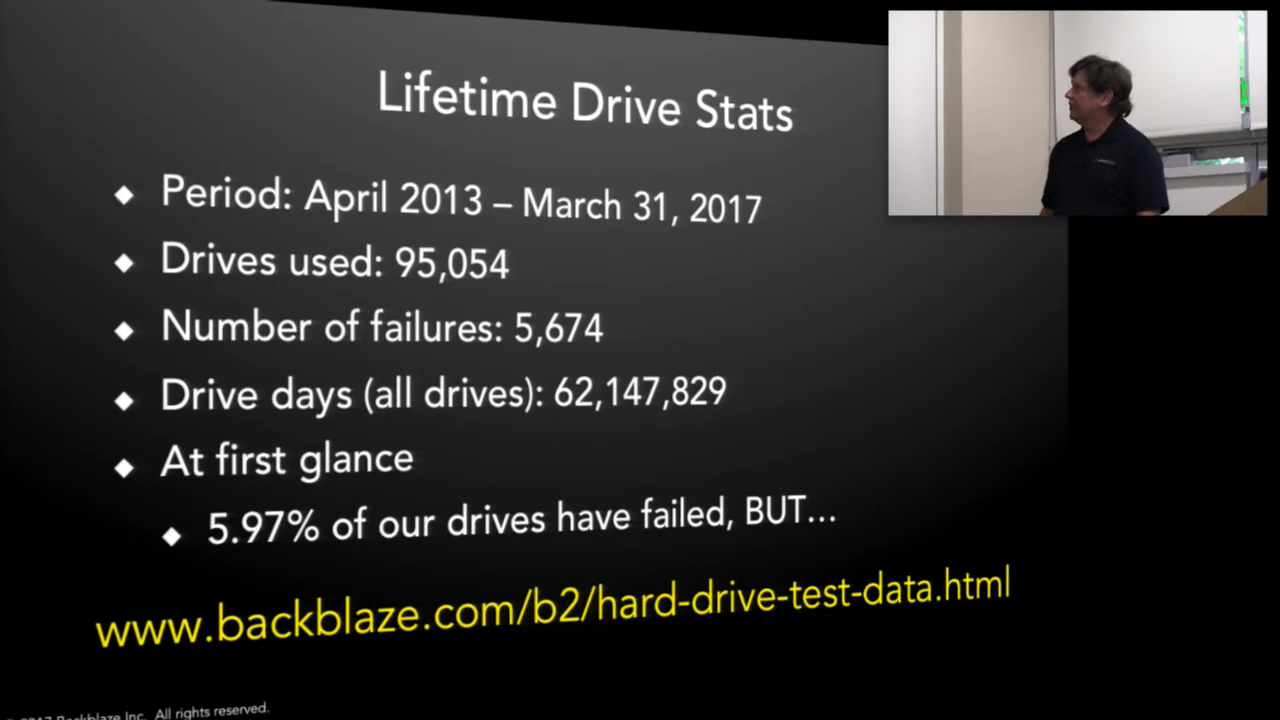 Lifetime Drive Stats
Period: April 2013 – March 31, 2017
Drives used: 95,054
Number of failures: 5,674
Drive days (all drives): 62,147,829
At first glance
5.97% of our drives have failed, BUT...
www.backblaze.com/b2/hard-drive-test-data.html
2017 Backblaze Inc. All rights reserved.